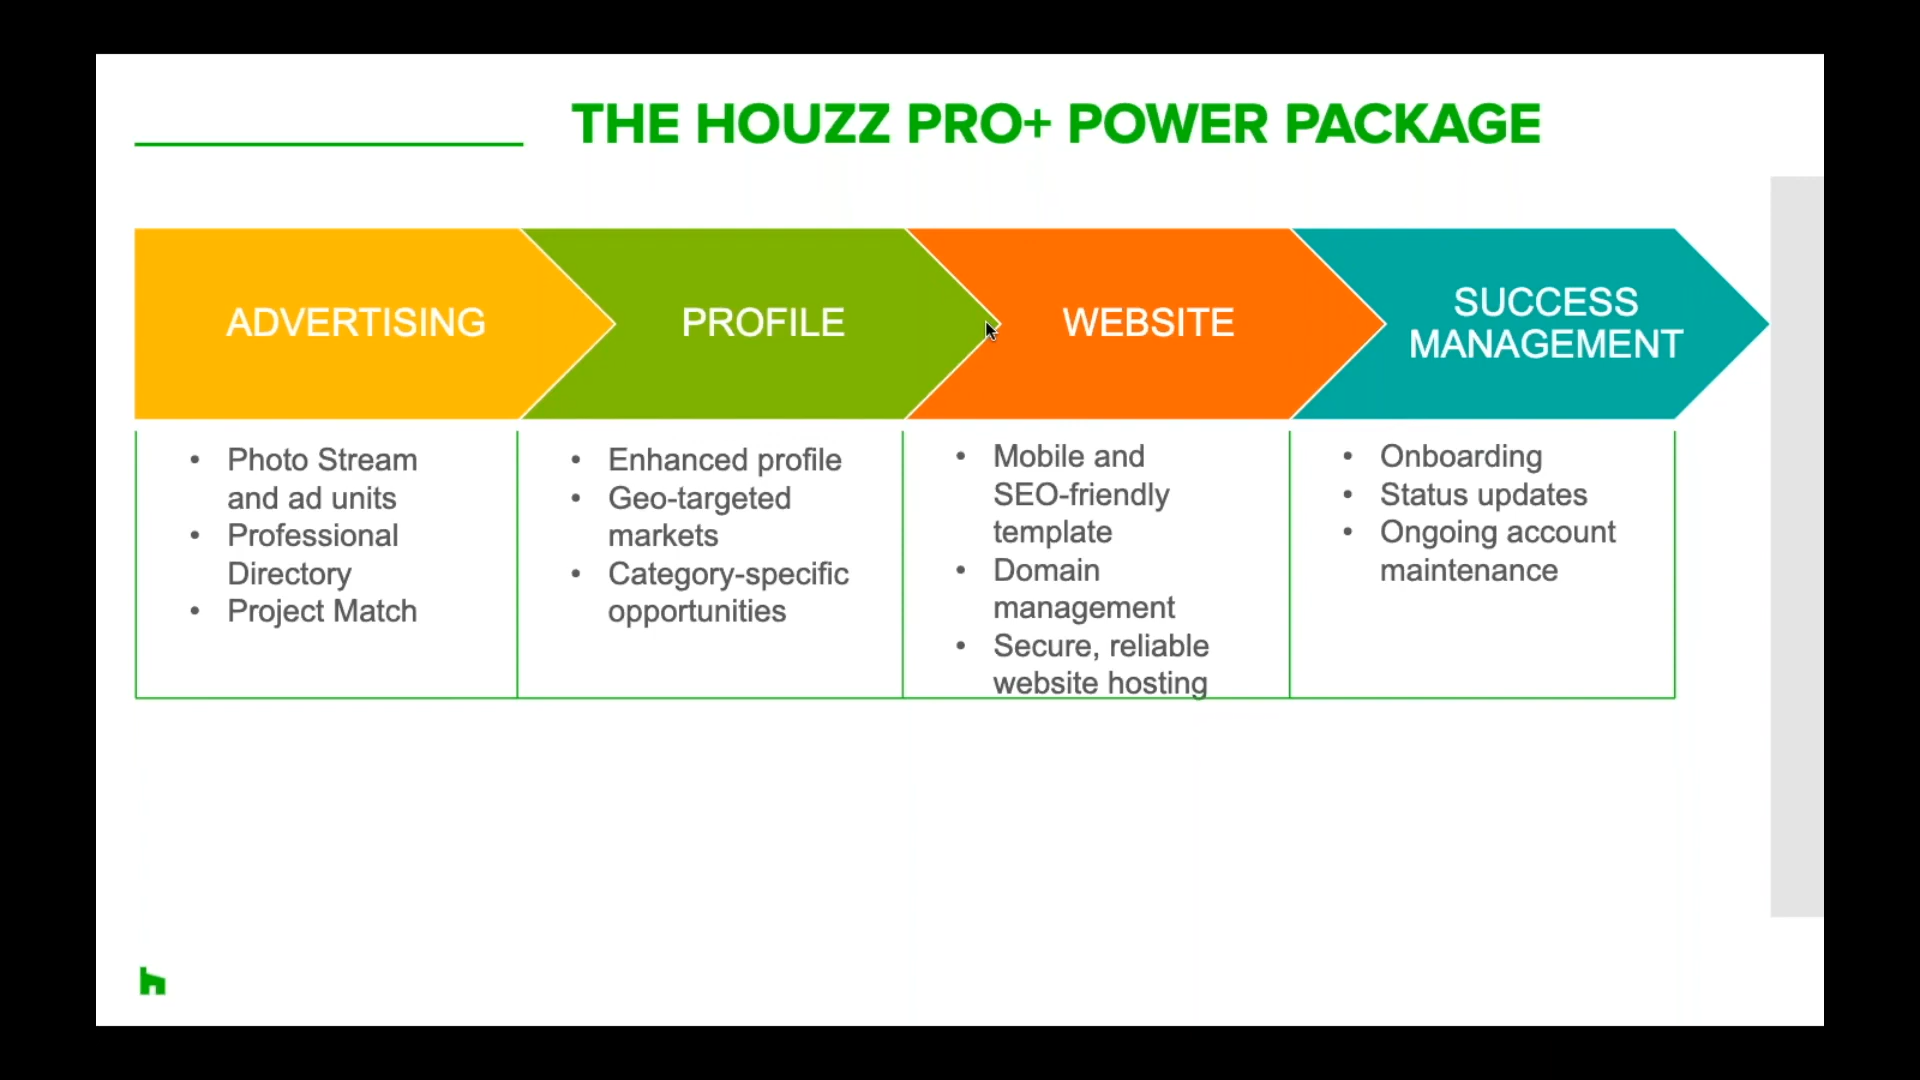 THE HOUZZ PRO+ POWER PACKAGE
ADVERTISING
PROFILE
WEBSITE
SUCCESS
MANAGEMENT
• Photo Stream
and ad units
• Professional
Directory
• Project Match
• Enhanced profile
• Geo-targeted
markets
• Category-specific
opportunities
• Mobile and
SEO-friendly
template
• Domain
management
• Secure, reliable
website hosting
• Onboarding
• Status updates
• Ongoing account
maintenance